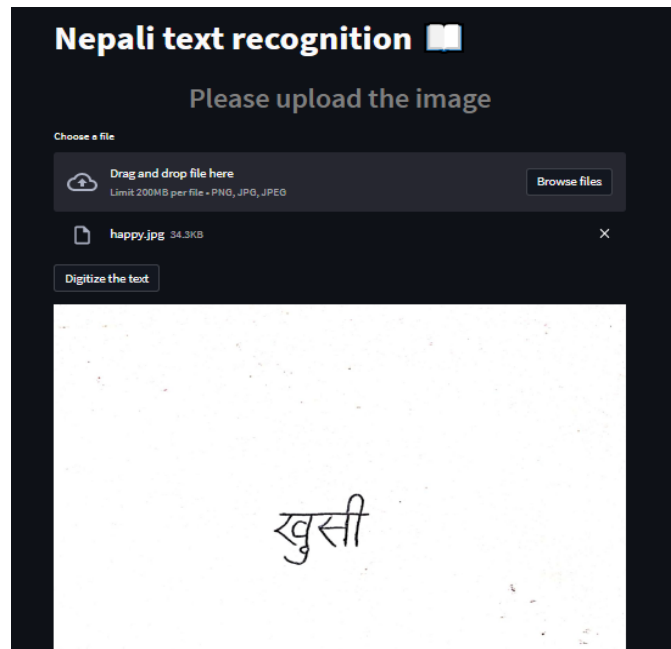 Nepali text recognition 📖
Please upload the image
Choose a file
Drag and drop file here
Limit 200MB per file • PNG, JPG, JPEG
Browse files
happy.jpg 34.3KB
Digitize the text
खुसी